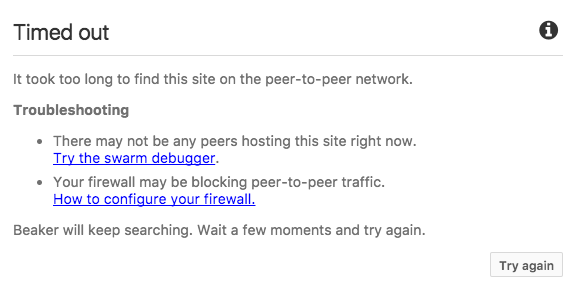 Timed out
It took too long to find this site on the peer-to-peer network.
Troubleshooting
• There may not be any peers hosting this site right now.
Try the swarm debugger.
• Your firewall may be blocking peer-to-peer traffic.
How to configure your firewall.
Beaker will keep searching. Wait a few moments and try again.
Try again